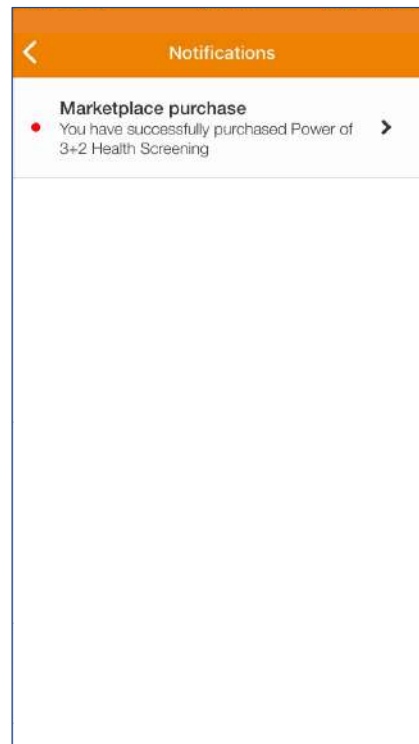 Notifications
Marketplace purchase
You have successfully purchased Power of
3+2 Health Screening